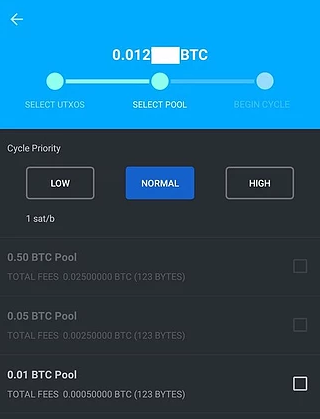 0.012 BTC
SELECT UTXOS SELECT POOL BEGIN CYCLE
Cycle Priority
LOW NORMAL HIGH
1 sat/b
0.50 BTC Pool
TOTAL FEES 0.02500000 BTC (123 BYTES)
0.05 BTC Pool
TOTAL FEES 0.00250000 BTC (123 BYTES)
0.01 BTC Pool
TOTAL FEES 0.00050000 BTC (123 BYTES)